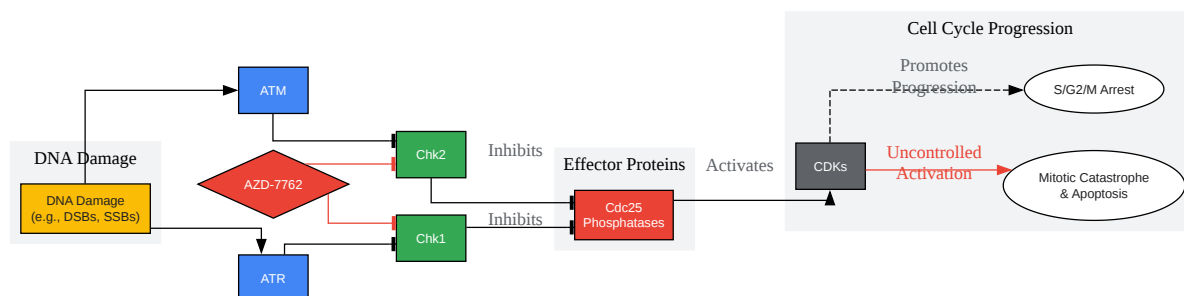 Cell Cycle Progression
Promotes
Progression
S/G2/M Arrest
ATM
Chk2
Inhibits
DNA Damage
Effector Proteins
Activates
CDKs
Uncontrolled
Activation
AZD-7762
Mitotic Catastrophe
& Apoptosis
DNA Damage
(e.g., DSBs, SSBs)
Cdc25
Phosphatases
Inhibits
Chk1
ATR